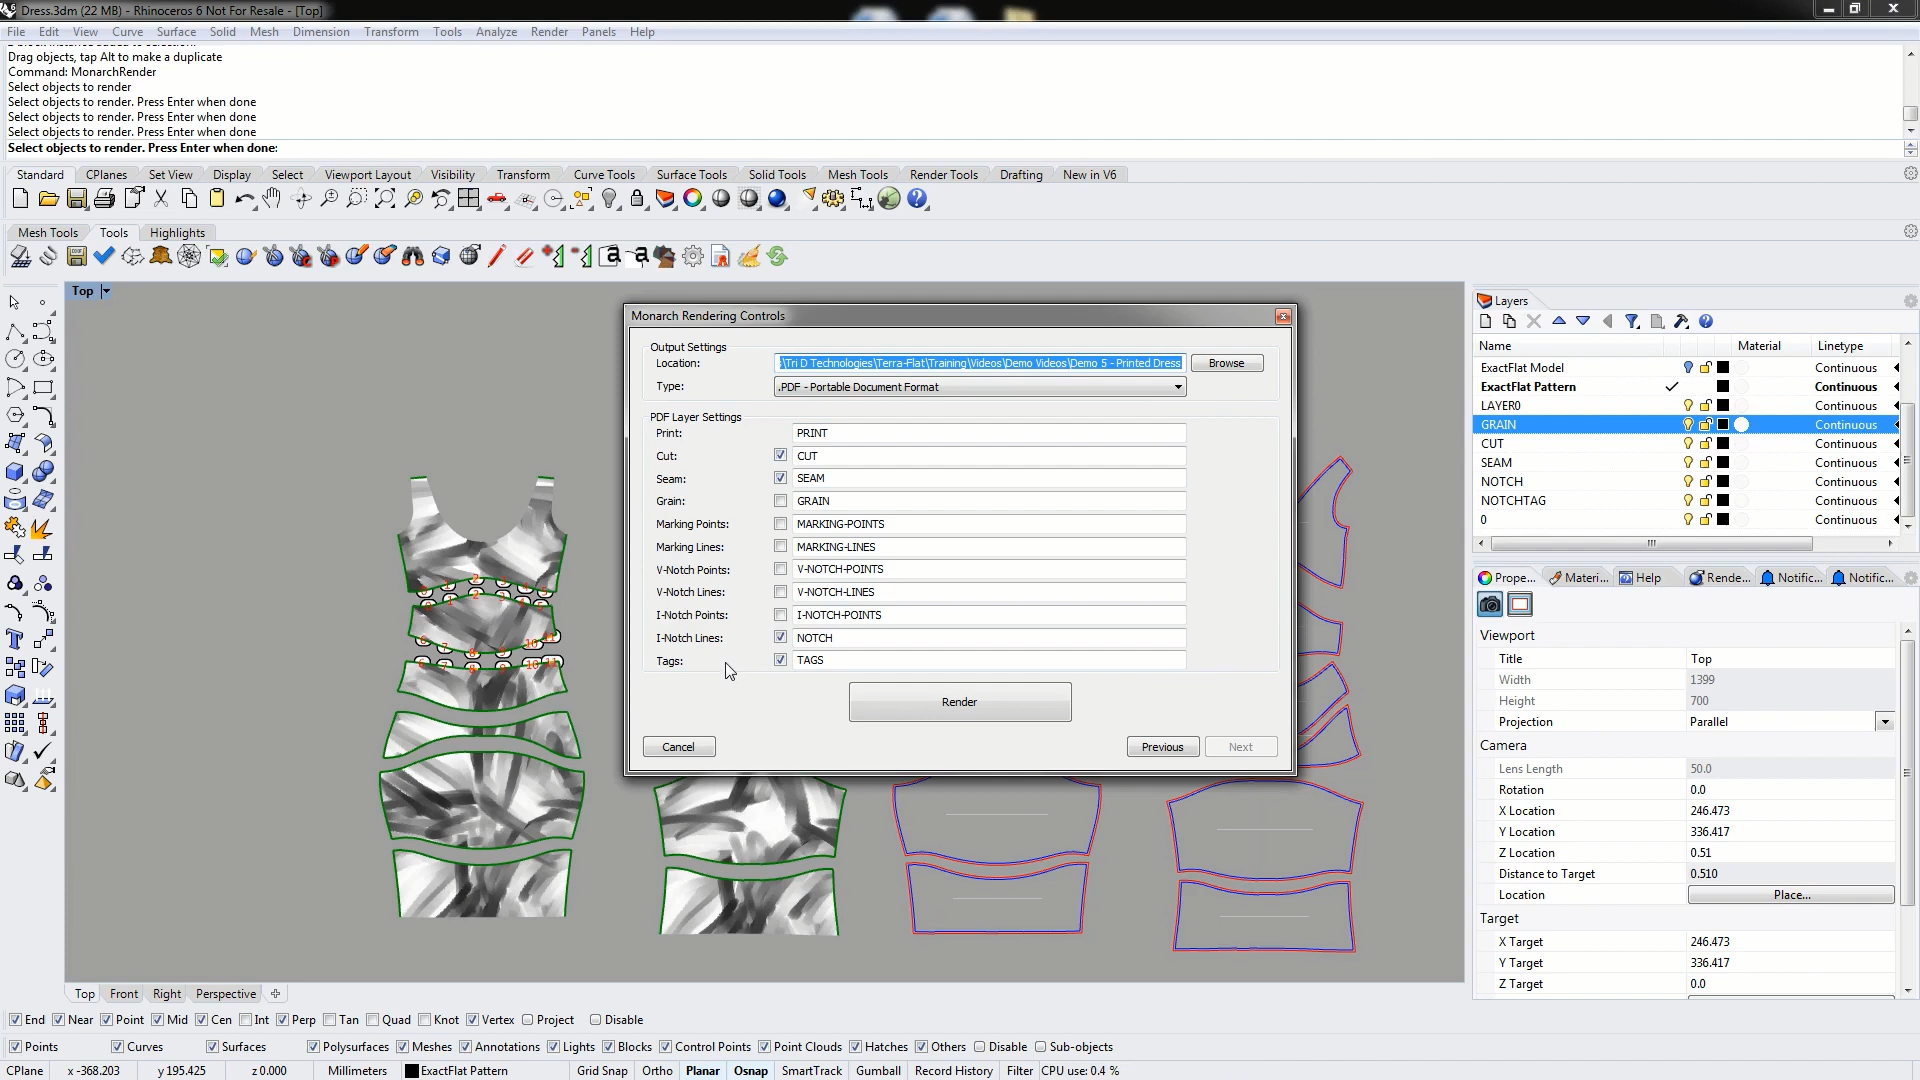 Dress.3dm (22 MB) - Rhinoceros 6 Not For Resale - [Top]
File Edit View Curve Surface Solid Mesh Dimension Transform Tools Analyze Render Panels Help
Drag objects, tap Alt to make a duplicate
Command: MonarchRender
Select objects to render
Select objects to render. Press Enter when done
Select objects to render. Press Enter when done
Select objects to render. Press Enter when done
Select objects to render. Press Enter when done:
Standard CPlanes Set View Display Select Viewport Layout Visibility Transform Curve Tools Surface Tools Solid Tools Mesh Tools Render Tools Drafting New in V6
Mesh Tools Tools Highlights
Top
Monarch Rendering Controls
Output Settings
Location: :\Tri D Technologies\Terra-Flat\Training\Videos\Demo Videos\Demo 5 - Printed Dress Browse
Type: .PDF - Portable Document Format
PDF Layer Settings
Print: PRINT
Cut: CUT
Seam: SEAM
Grain: GRAIN
Marking Points: MARKING-POINTS
Marking Lines: MARKING-LINES
V-Notch Points: V-NOTCH-POINTS
V-Notch Lines: V-NOTCH-LINES
I-Notch Points: I-NOTCH-POINTS
I-Notch Lines: NOTCH
Tags: TAGS
Render
Cancel Previous Next
Layers
Name Material Linetype
ExactFlat Model Continuous
ExactFlat Pattern Continuous
LAYER0 Continuous
GRAIN Continuous
CUT Continuous
SEAM Continuous
NOTCH Continuous
NOTCHTAG Continuous
0 Continuous
Prope... Materi... Help Rende... Notific... Notific...
Viewport
Title Top
Width 1399
Height 700
Projection Parallel
Camera
Lens Length 50.0
Rotation 0.0
X Location 246.473
Y Location 336.417
Z Location 0.51
Distance to Target 0.510
Location Place...
Target
X Target 246.473
Y Target 336.417
Z Target 0.0
Top Front Right Perspective
End Near Point Mid Cen Int Perp Tan Quad Knot Vertex Project Disable
Points Curves Surfaces Polysurfaces Meshes Annotations Lights Blocks Control Points Point Clouds Hatches Others Disable Sub-objects
CPlane x -368.203 y 195.425 z 0.000 Millimeters ExactFlat Pattern Grid Snap Ortho Planar Osnap SmartTrack Gumball Record History Filter CPU use: 0.4 %